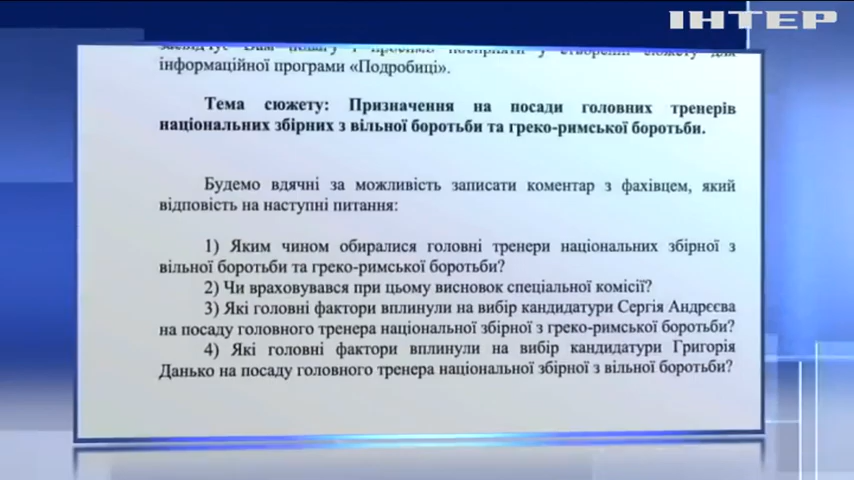 ІНТЕР
інформаційної програми «Подробиці».
Тема сюжету: Призначення на посади головних тренерів
національних збірних з вільної боротьби та греко-римської боротьби.
Будемо вдячні за можливість записати коментар з фахівцем, який
відповість на наступні питання:
1) Яким чином обиралися головні тренери національних збірної з
вільної боротьби та греко-римської боротьби?
2) Чи враховувався при цьому висновок спеціальної комісії?
3) Які головні фактори вплинули на вибір кандидатури Сергія Андрєєва
на посаду головного тренера національної збірної з греко-римської боротьби?
4) Які головні фактори вплинули на вибір кандидатури Григорія
Данько на посаду головного тренера національної збірної з вільної боротьби?